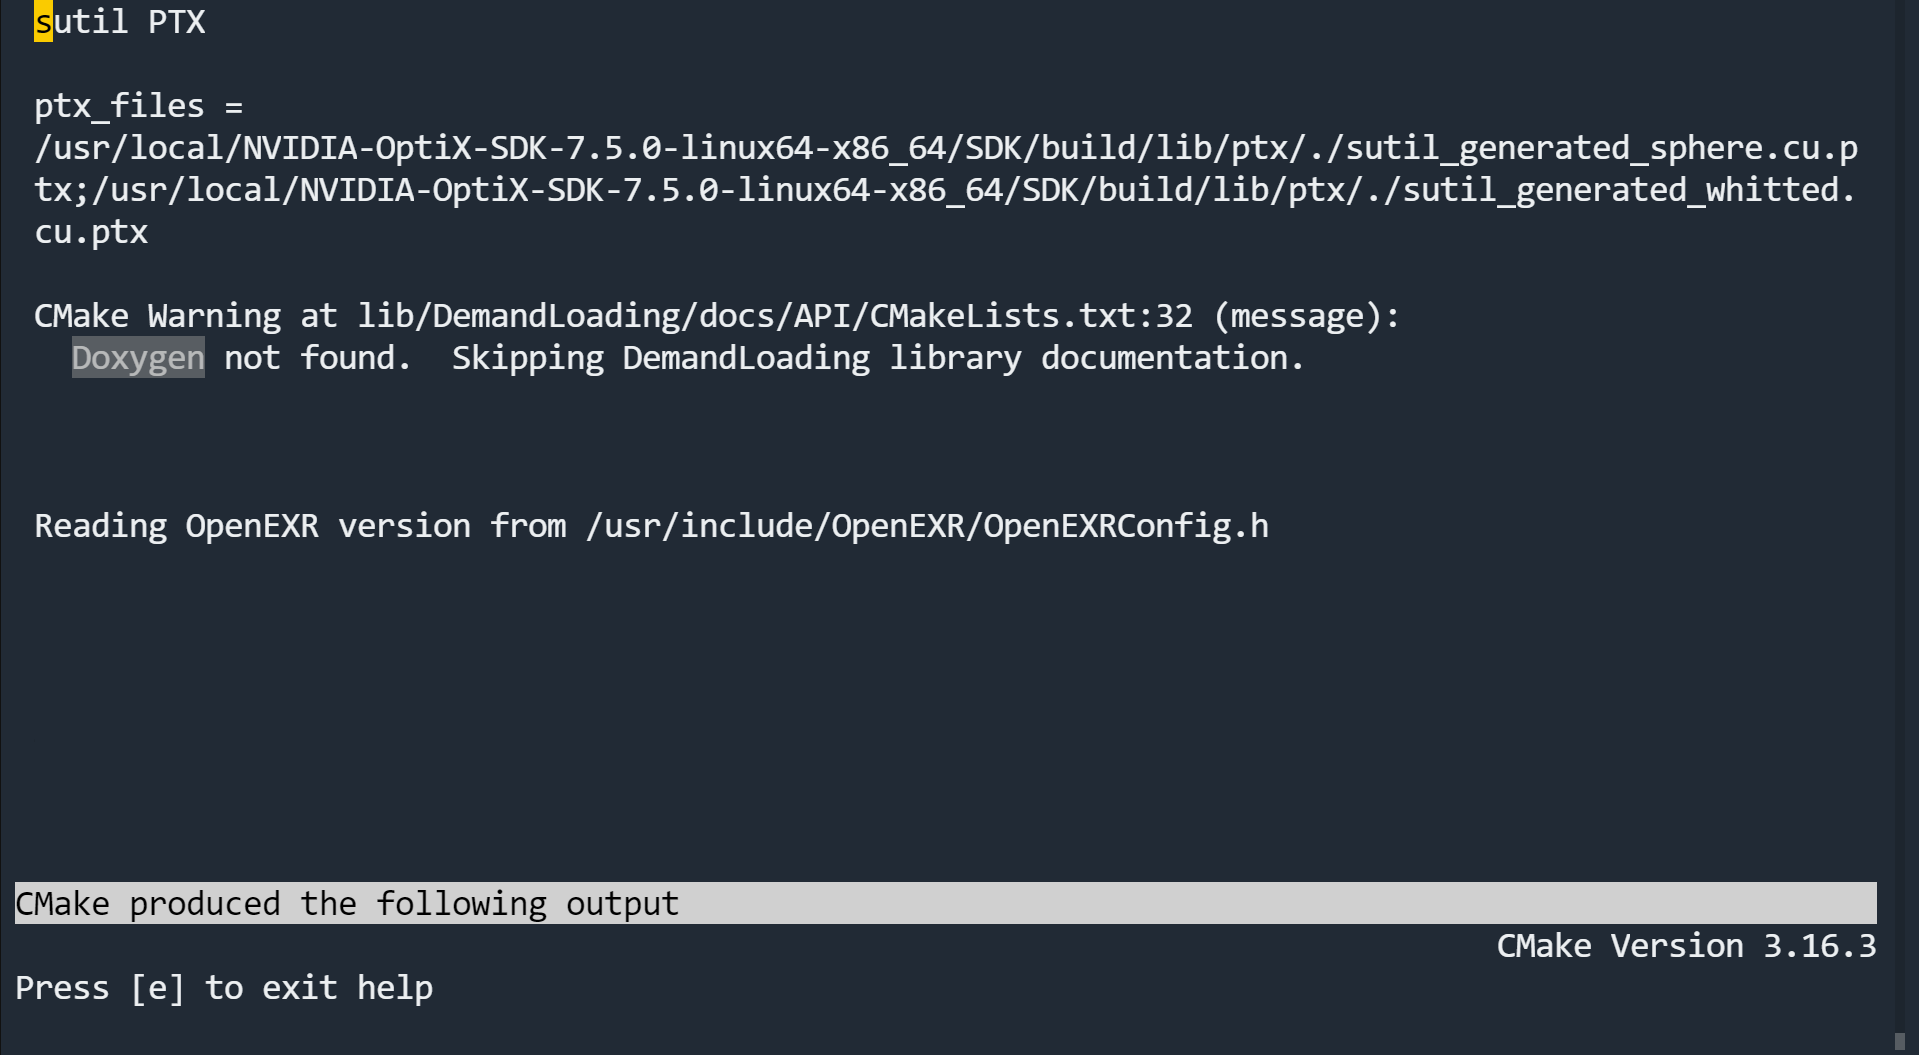 sutil PTX
ptx_files =
/usr/local/NVIDIA-OptiX-SDK-7.5.0-linux64-x86_64/SDK/build/lib/ptx/./sutil_generated_sphere.cu.p
tx;/usr/local/NVIDIA-OptiX-SDK-7.5.0-linux64-x86_64/SDK/build/lib/ptx/./sutil_generated_whitted.
cu.ptx
CMake Warning at lib/DemandLoading/docs/API/CMakeLists.txt:32 (message):
Doxygen not found.  Skipping DemandLoading library documentation.
Reading OpenEXR version from /usr/include/OpenEXR/OpenEXRConfig.h
CMake produced the following output
CMake Version 3.16.3
Press [e] to exit help